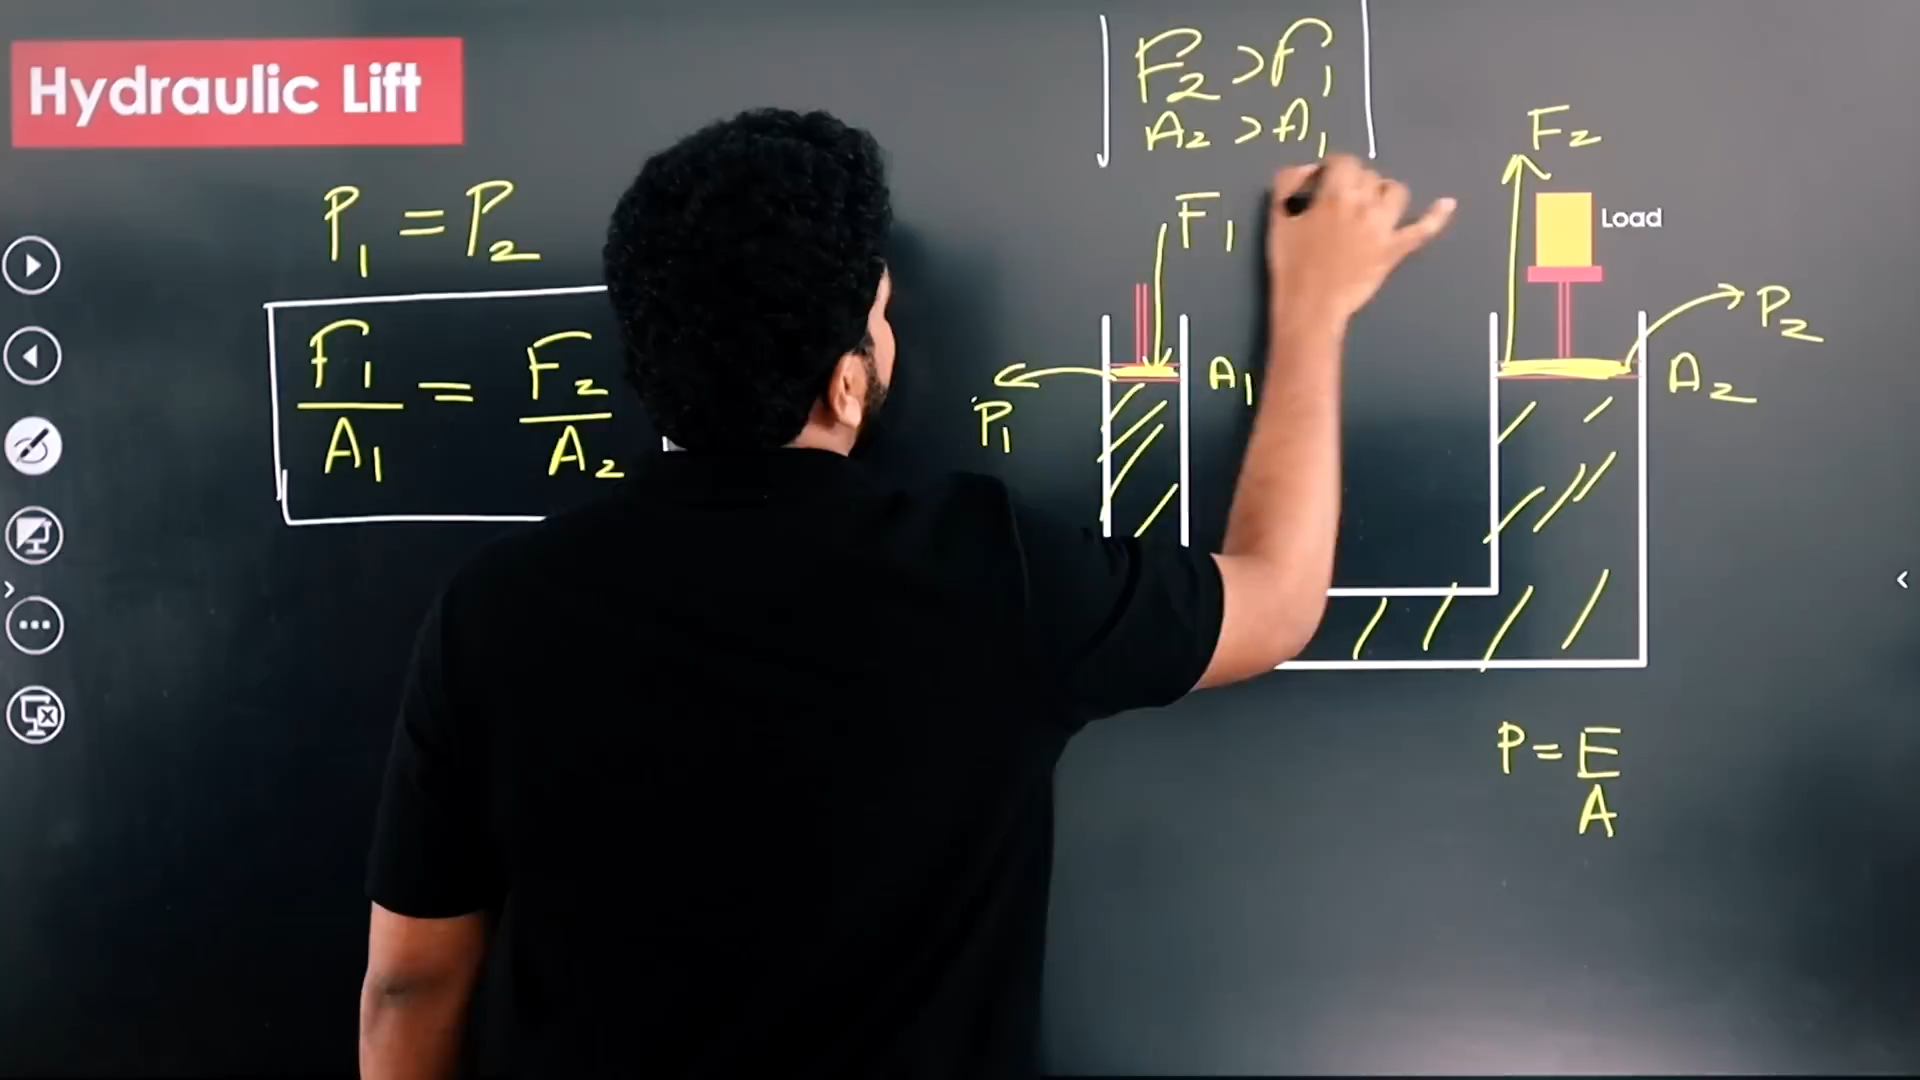 Hydraulic Lift
P₁ = P₂
F₁/A₁ = F₂/A₂
F₂ > F₁
A₂ > A₁
F₁
F₂
Load
P₂
A₁
A₂
P₁
P = F/A